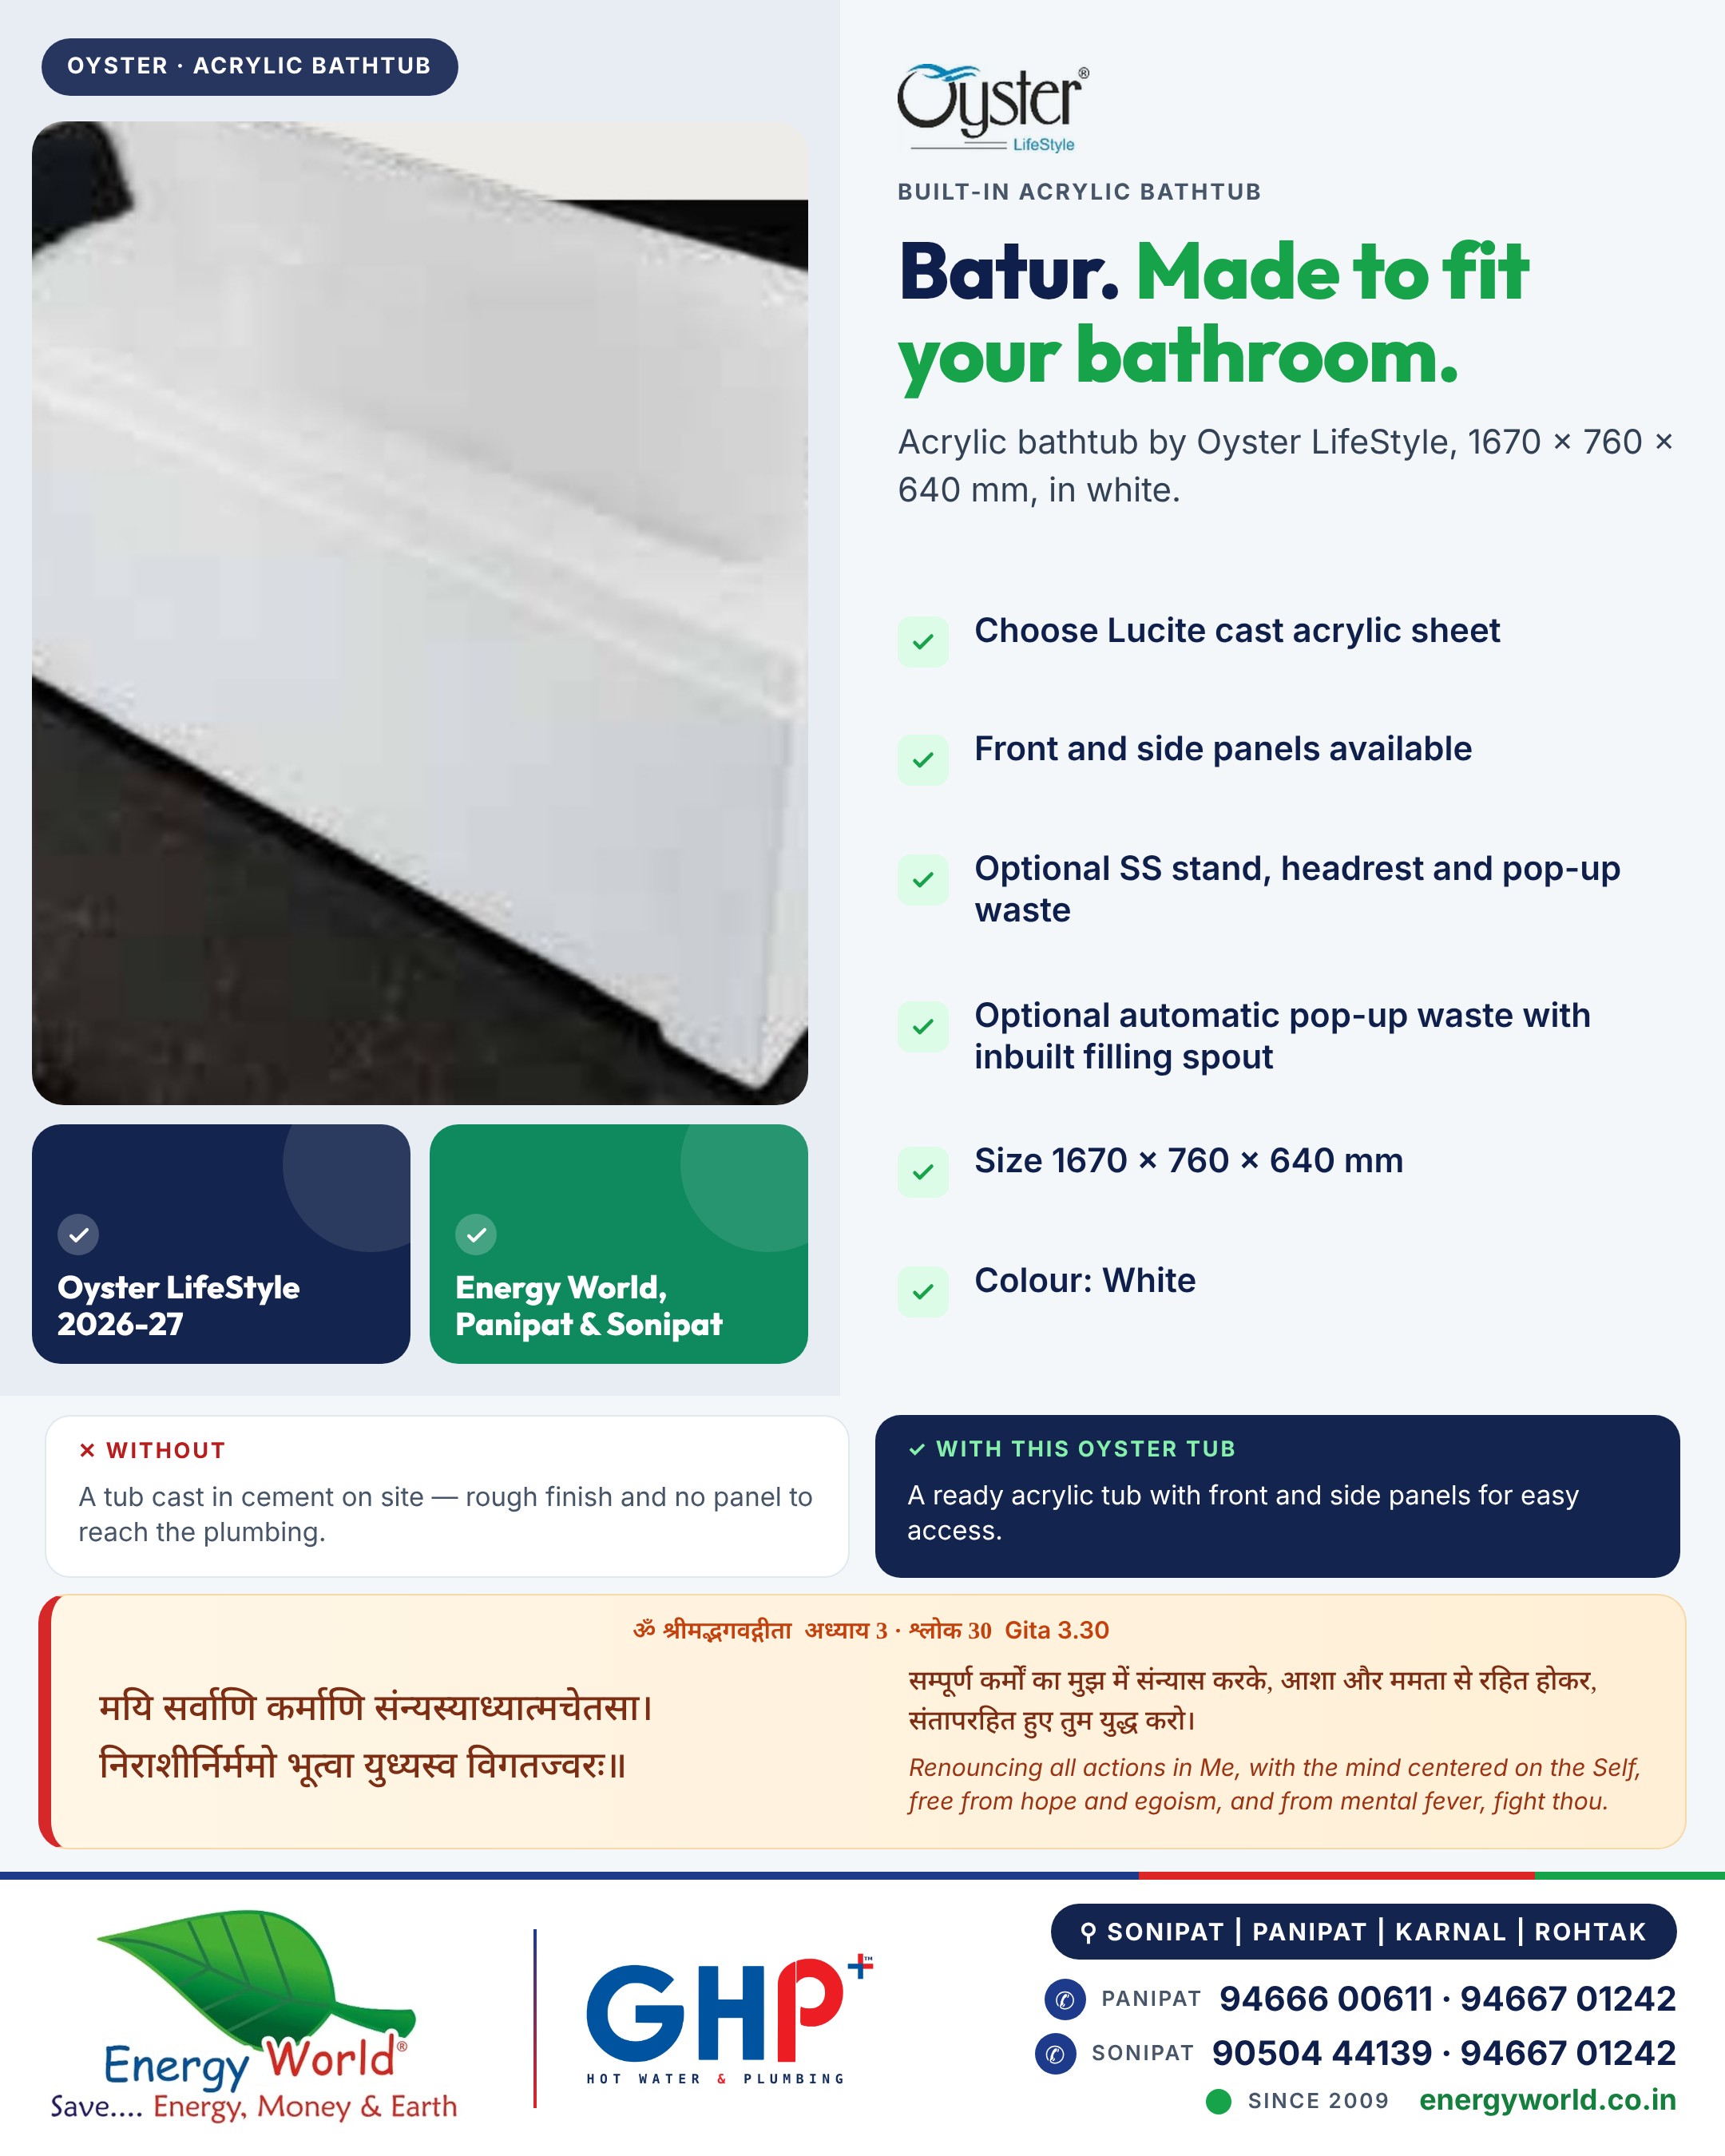 OYSTER · ACRYLIC BATHTUB
Oyster®
LifeStyle
BUILT-IN ACRYLIC BATHTUB
Batur. Made to fit
your bathroom.
Acrylic bathtub by Oyster LifeStyle, 1670 × 760 ×
640 mm, in white.
Choose Lucite cast acrylic sheet
Front and side panels available
Optional SS stand, headrest and pop-up
waste
Optional automatic pop-up waste with
inbuilt filling spout
Size 1670 × 760 × 640 mm
Colour: White
Oyster LifeStyle
2026-27
Energy World,
Panipat & Sonipat
✕ WITHOUT
A tub cast in cement on site — rough finish and no panel to
reach the plumbing.
✓ WITH THIS OYSTER TUB
A ready acrylic tub with front and side panels for easy
access.
ॐ श्रीमद्भगवद्गीता अध्याय 3 · श्लोक 30 Gita 3.30
मयि सर्वाणि कर्माणि संन्यस्याध्यात्मचेतसा।
निराशीर्निर्ममो भूत्वा युध्यस्व विगतज्वरः॥
सम्पूर्ण कर्मों का मुझ में संन्यास करके, आशा और ममता से रहित होकर,
संतापरहित हुए तुम युद्ध करो।
Renouncing all actions in Me, with the mind centered on the Self,
free from hope and egoism, and from mental fever, fight thou.
Energy World®
Save.... Energy, Money & Earth
GHP+™
HOT WATER & PLUMBING
SONIPAT | PANIPAT | KARNAL | ROHTAK
PANIPAT 94666 00611 · 94667 01242
SONIPAT 90504 44139 · 94667 01242
SINCE 2009 energyworld.co.in